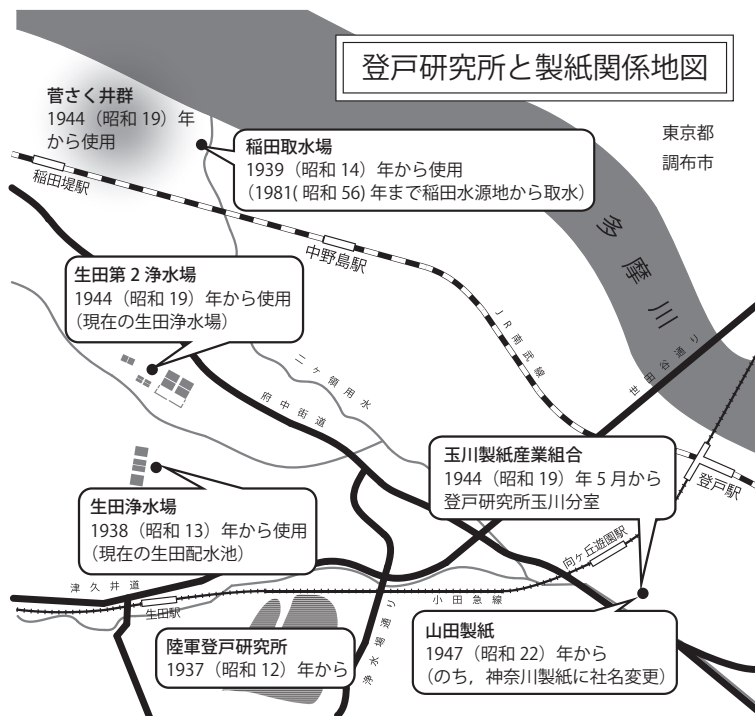 登戸研究所と製紙関係地図
菅さく井群
1944（昭和 19）年
から使用
東京都
調布市
稲田取水場
1939（昭和 14）年から使用
（1981( 昭和 56) 年まで稲田水源地から取水）
稲田堤駅
多摩川
中野島駅
生田第 2 浄水場
1944（昭和 19）年から使用
（現在の生田浄水場）
JR南武線
世田谷通り
二ヶ領用水
府中街道
玉川製紙産業組合
1944（昭和 19）年 5 月から
登戸研究所玉川分室
登戸駅
生田浄水場
1938（昭和 13）年から使用
（現在の生田配水池）
向ヶ丘遊園駅
津久井道
小田急線
生田駅
浄水場通り
陸軍登戸研究所
1937（昭和 12）年から
山田製紙
1947（昭和 22）年から
（のち，神奈川製紙に社名変更）